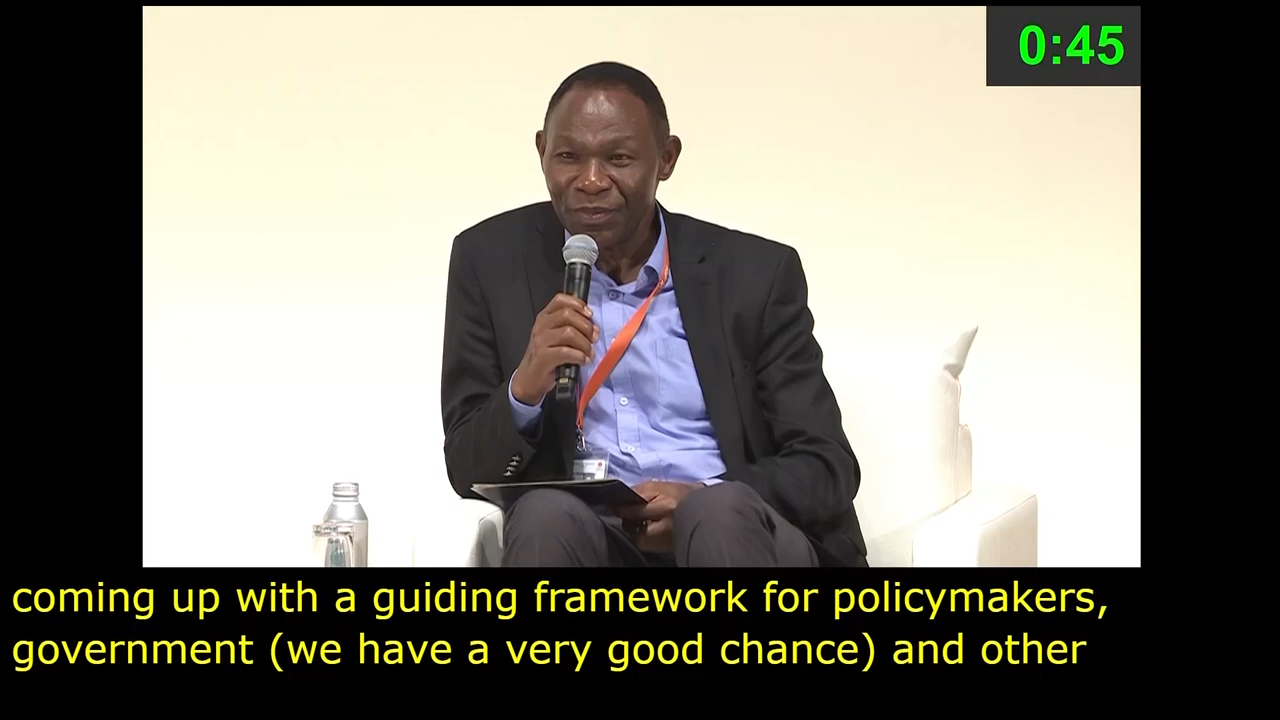 0:45
coming up with a guiding framework for policymakers,
government (we have a very good chance) and other